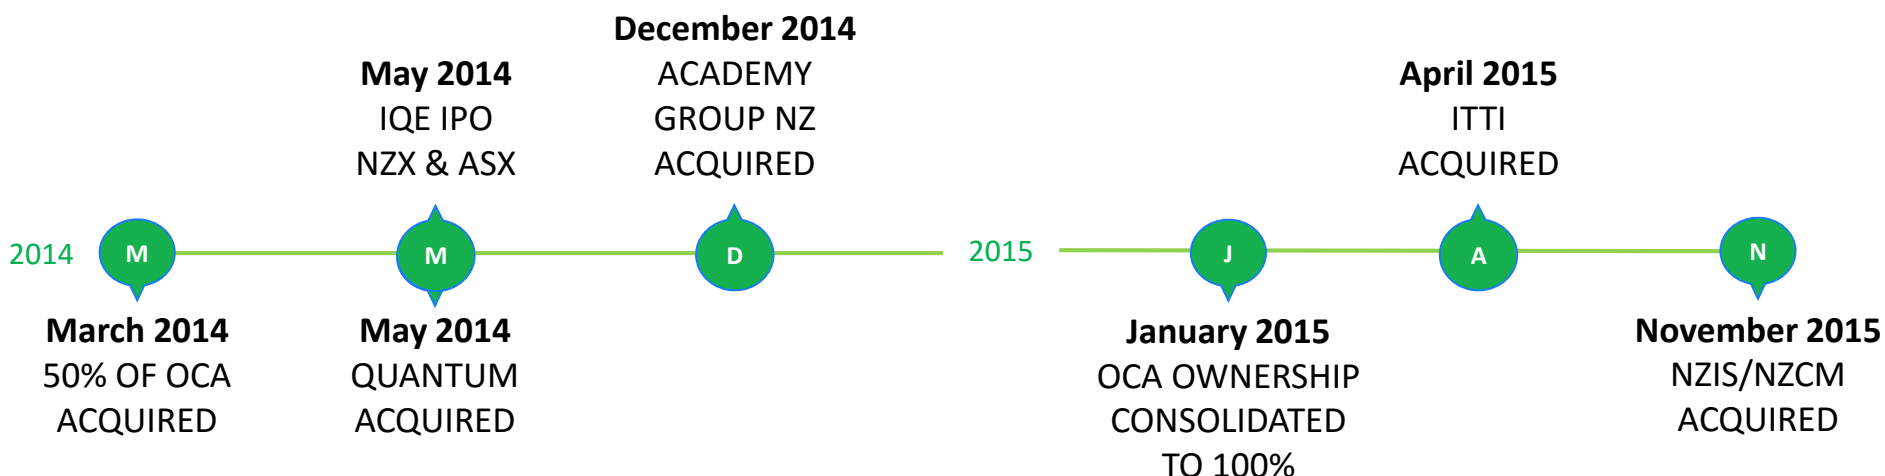 December 2014
ACADEMY
GROUP NZ
ACQUIRED
May 2014
IQE IPO
NZX & ASX
April 2015
ITTI
ACQUIRED
2014
M
M
D
2015
J
A
N
March 2014
50% OF OCA
ACQUIRED
May 2014
QUANTUM
ACQUIRED
January 2015
OCA OWNERSHIP
CONSOLIDATED
TO 100%
November 2015
NZIS/NZCM
ACQUIRED